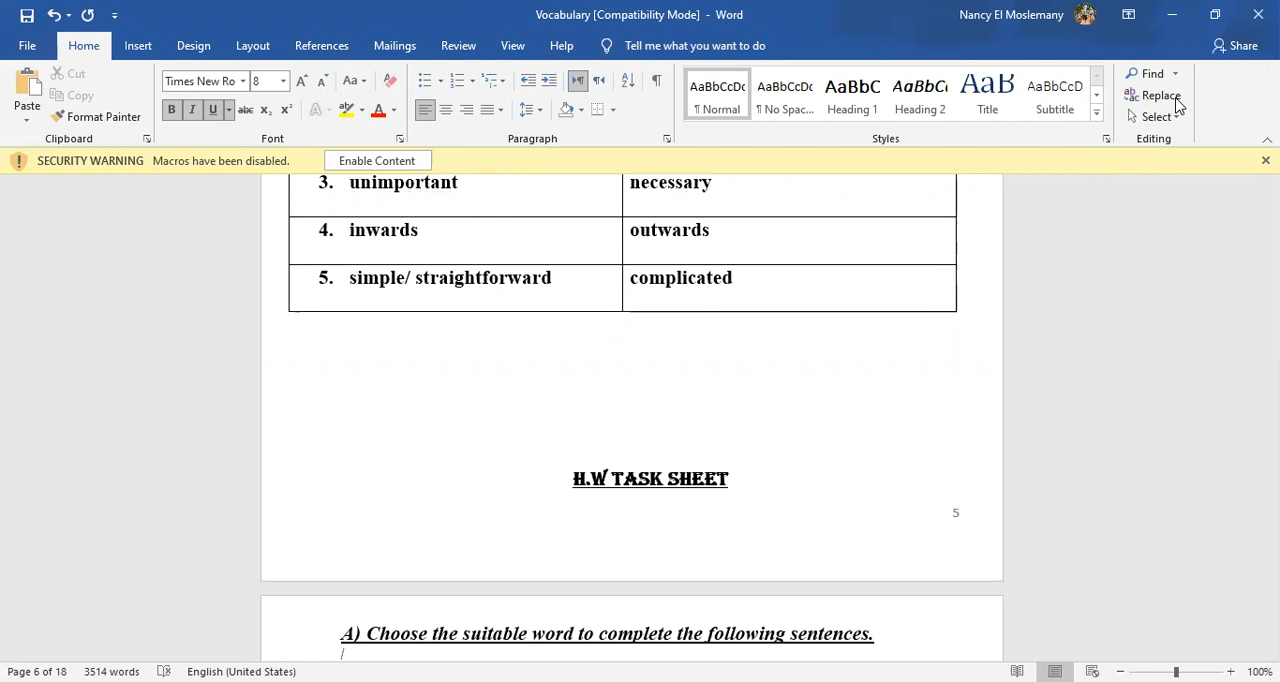 Vocabulary [Compatibility Mode] - Word
Nancy El Moslemany
File Home Insert Design Layout References Mailings Review View Help Tell me what you want to do Share
Paste
Cut
Copy
Format Painter
Clipboard
Times New Ro 8
Font
Paragraph
AaBbCcDc AaBbCcDc AaBbC AaBbCc AaB AaBbCcD
¶ Normal ¶ No Spac... Heading 1 Heading 2 Title Subtitle
Styles
Find
Replace
Select
Editing
SECURITY WARNING Macros have been disabled. Enable Content
3. unimportant necessary
4. inwards outwards
5. simple/ straightforward complicated
H.W TASK SHEET
5
A) Choose the suitable word to complete the following sentences.
Page 6 of 18 3514 words English (United States) 100%